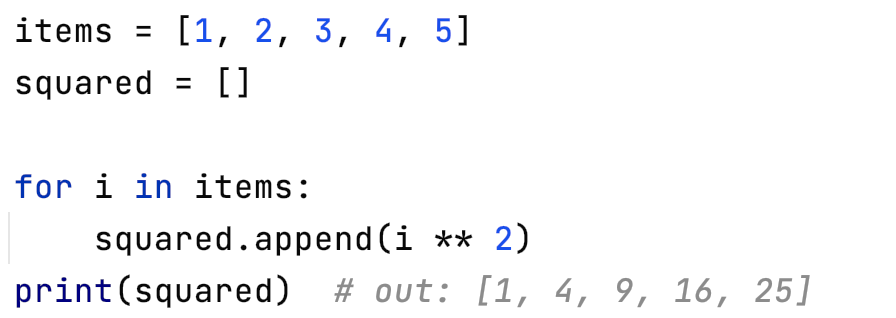 items = [1, 2, 3, 4, 5]
squared = []

for i in items:
    squared.append(i ** 2)
print(squared)  # out: [1, 4, 9, 16, 25]